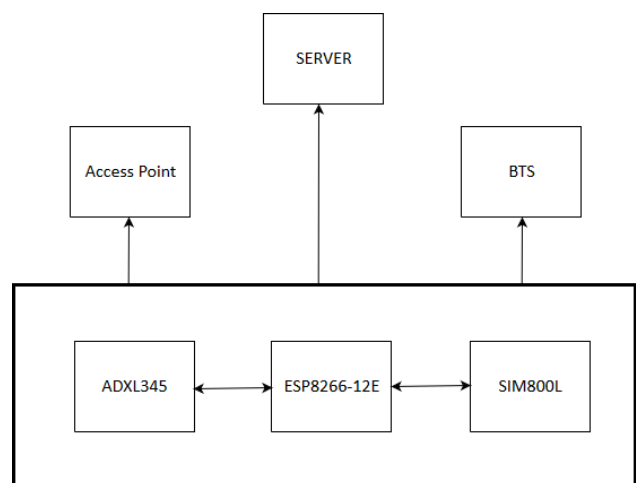 SERVER
Access Point
BTS
ADXL345
ESP8266-12E
SIM800L